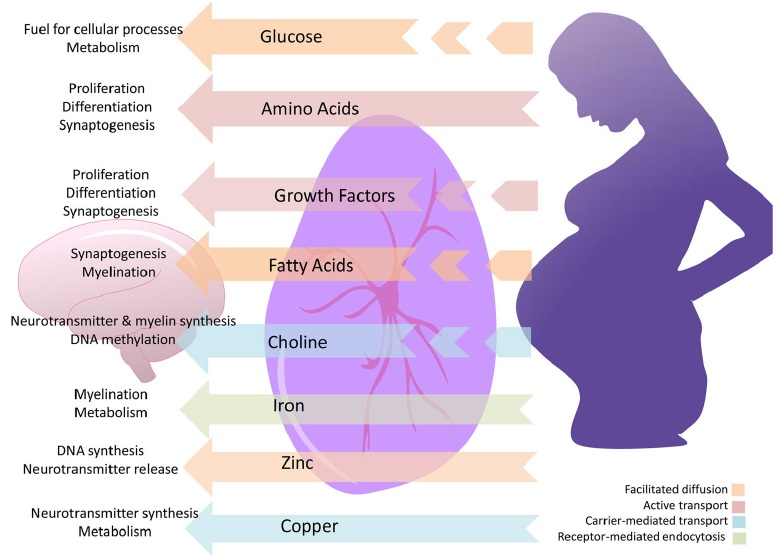 Fuel for cellular processes
Metabolism
Glucose
Proliferation
Differentiation
Synaptogenesis
Amino Acids
Proliferation
Differentiation
Synaptogenesis
Growth Factors
Synaptogenesis
Myelination
Fatty Acids
Neurotransmitter & myelin synthesis
DNA methylation
Choline
Myelination
Metabolism
Iron
DNA synthesis
Neurotransmitter release
Zinc
Neurotransmitter synthesis
Metabolism
Copper
Facilitated diffusion
Active transport
Carrier-mediated transport
Receptor-mediated endocytosis